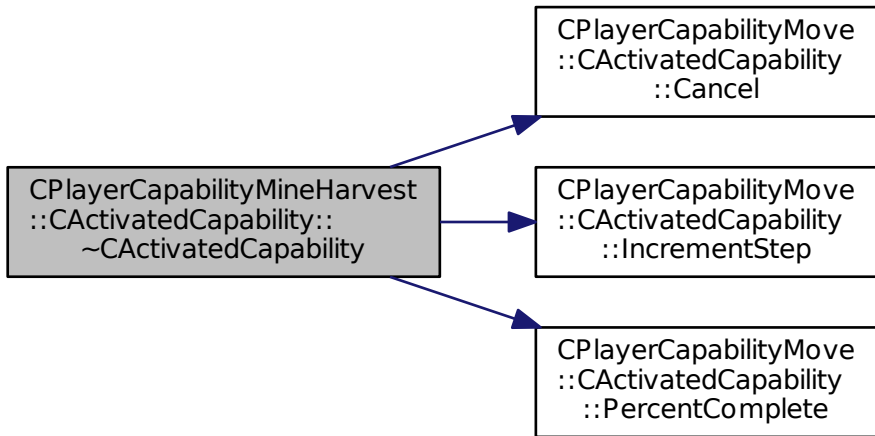 CPlayerCapabilityMove
::CActivatedCapability
::Cancel
CPlayerCapabilityMineHarvest
::CActivatedCapability::
~CActivatedCapability
CPlayerCapabilityMove
::CActivatedCapability
::IncrementStep
CPlayerCapabilityMove
::CActivatedCapability
::PercentComplete